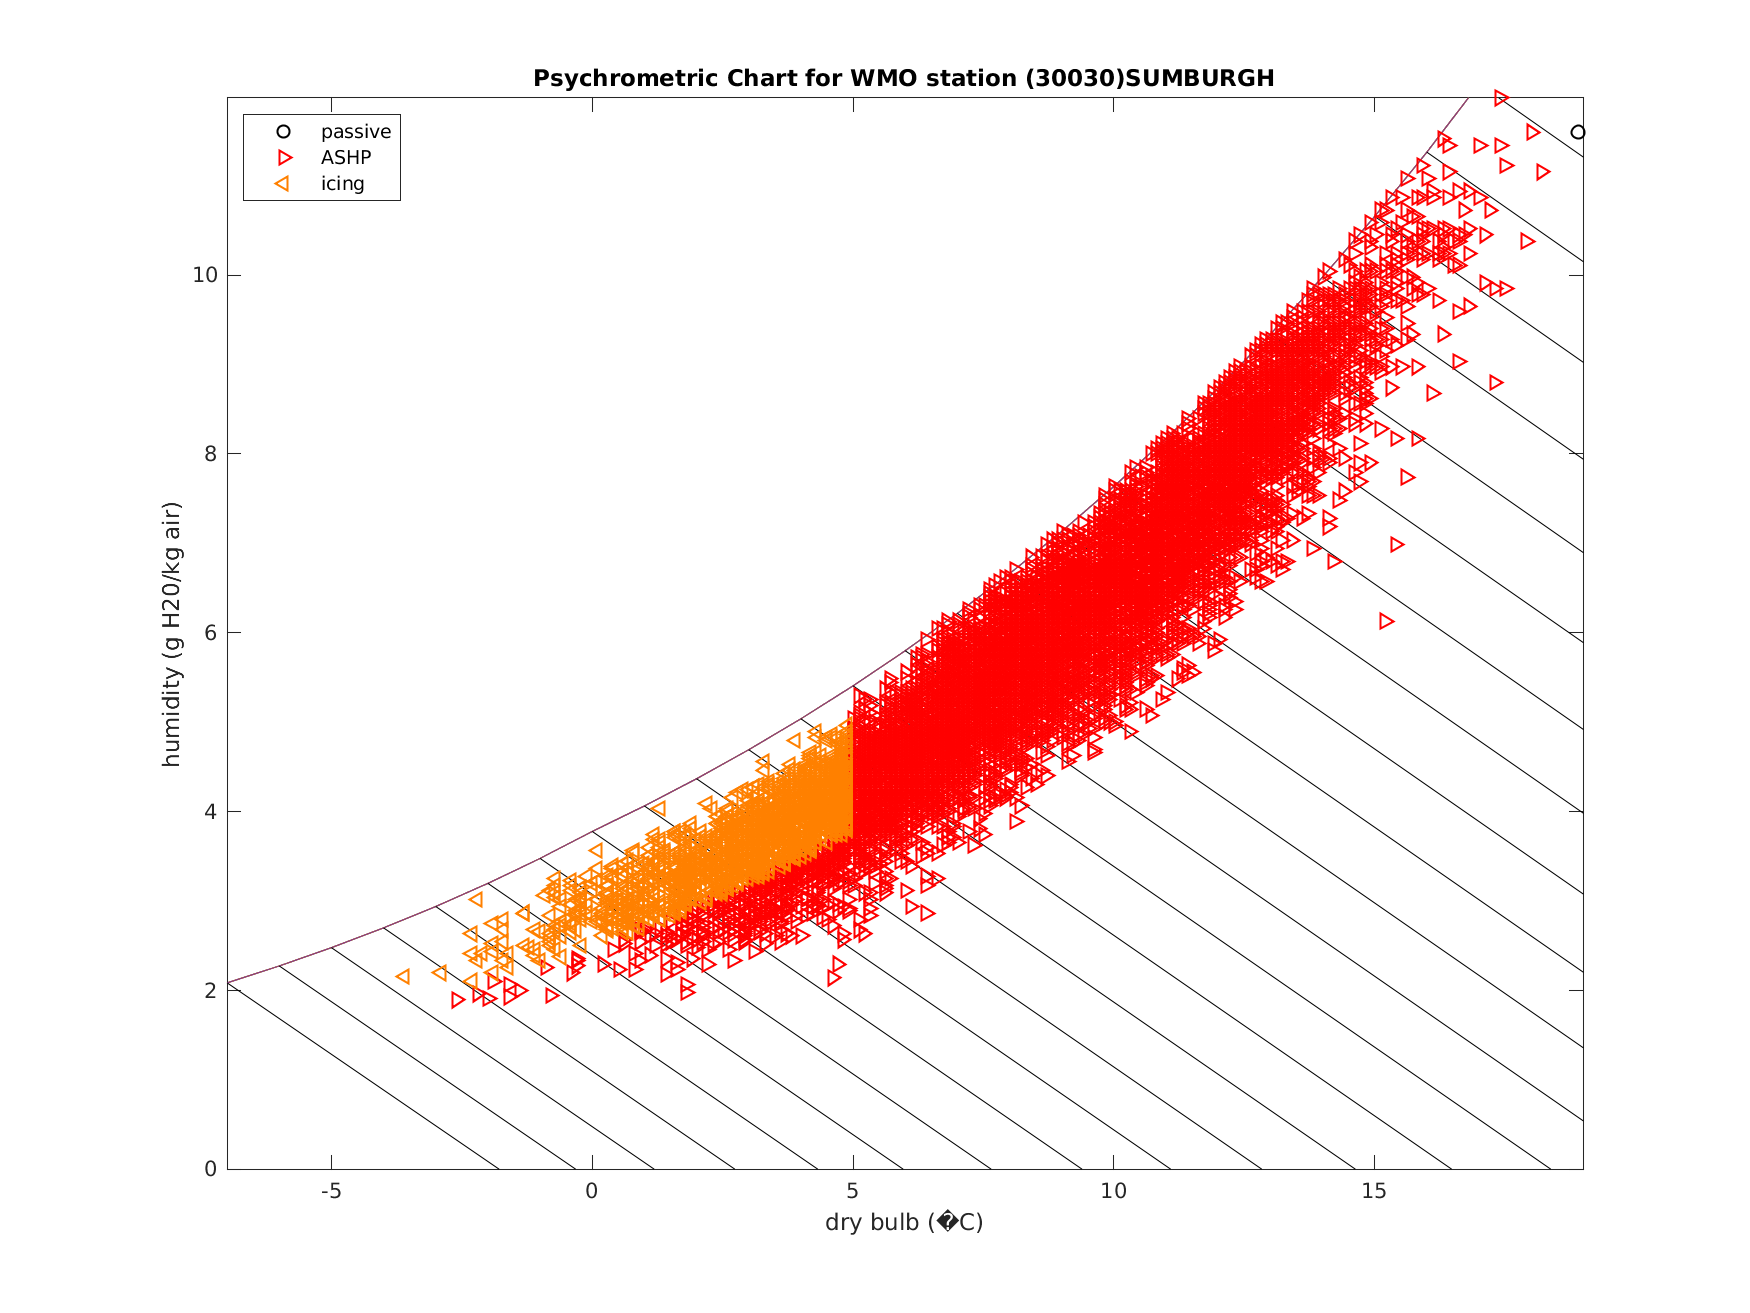 Psychrometric Chart for WMO station (30030)SUMBURGH
passive
ASHP
icing
humidity (g H20/kg air)
10
8
6
4
2
0
-5 0 5 10 15
dry bulb (�C)